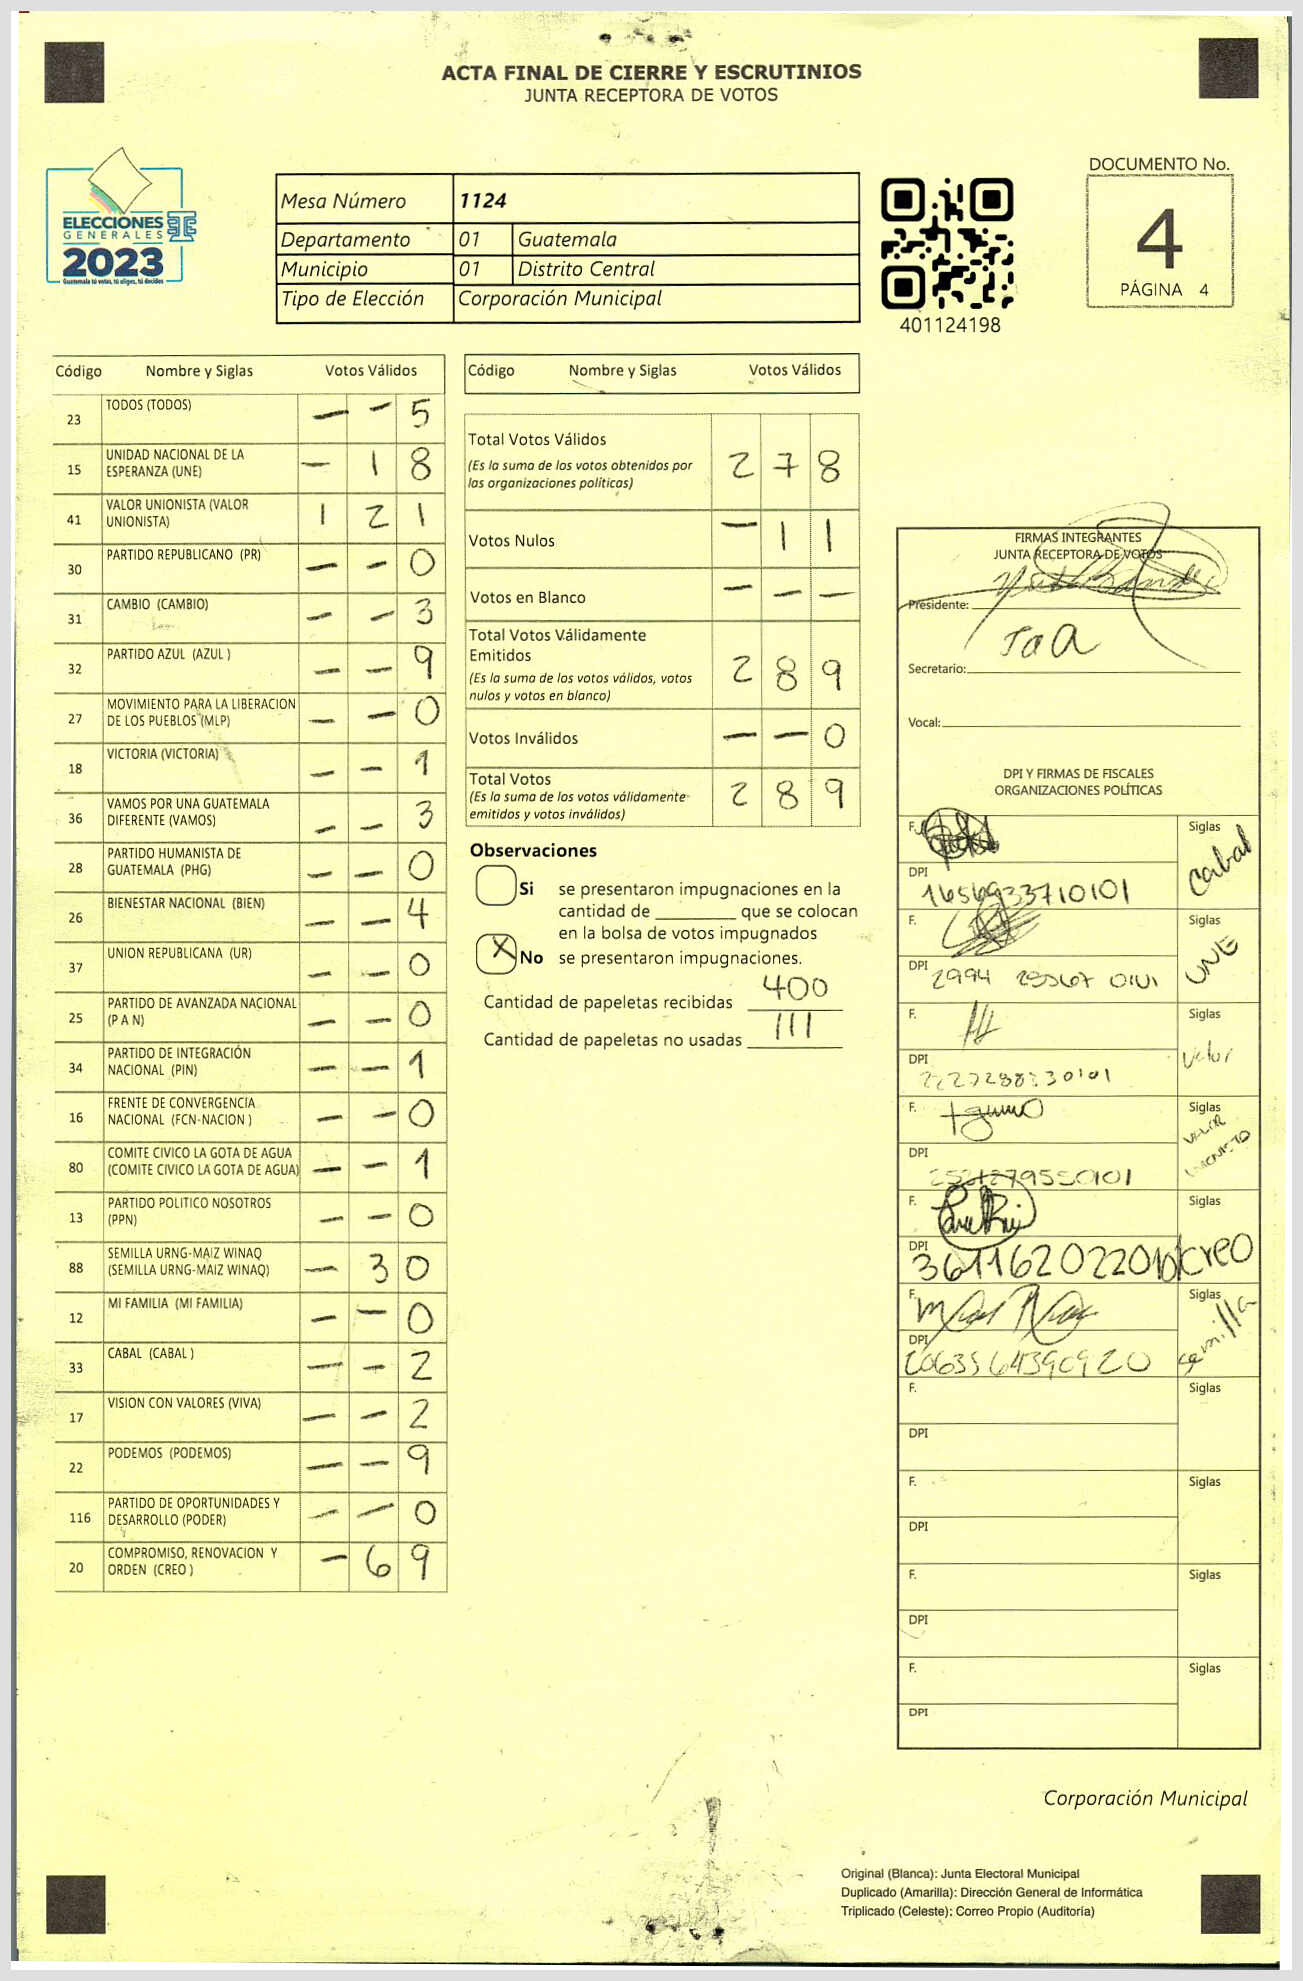 ACTA FINAL DE CIERRE Y ESCRUTINIOS
JUNTA RECEPTORA DE VOTOS
ELECCIONES
GENERALES
2023
Guatemala tú votas, tú eliges, tú decides
Mesa Número 1124
Departamento 01 Guatemala
Municipio 01 Distrito Central
Tipo de Elección Corporación Municipal
401124198
DOCUMENTO No.
4
PÁGINA 4
Código Nombre y Siglas Votos Válidos
23 TODOS (TODOS) — — 5
15 UNIDAD NACIONAL DE LA
ESPERANZA (UNE) — 1 8
41 VALOR UNIONISTA (VALOR
UNIONISTA) 1 2 1
30 PARTIDO REPUBLICANO (PR) — — 0
31 CAMBIO (CAMBIO) — — 3
32 PARTIDO AZUL (AZUL ) — — 9
27 MOVIMIENTO PARA LA LIBERACION
DE LOS PUEBLOS (MLP) — — 0
18 VICTORIA (VICTORIA) — — 1
36 VAMOS POR UNA GUATEMALA
DIFERENTE (VAMOS) — — 3
28 PARTIDO HUMANISTA DE
GUATEMALA (PHG) — — 0
26 BIENESTAR NACIONAL (BIEN) — — 4
37 UNION REPUBLICANA (UR) — — 0
25 PARTIDO DE AVANZADA NACIONAL
(P A N) — — 0
34 PARTIDO DE INTEGRACIÓN
NACIONAL (PIN) — — 1
16 FRENTE DE CONVERGENCIA
NACIONAL (FCN-NACION ) — — 0
80 COMITE CIVICO LA GOTA DE AGUA
(COMITE CIVICO LA GOTA DE AGUA) — — 1
13 PARTIDO POLITICO NOSOTROS
(PPN) — — 0
88 SEMILLA URNG-MAIZ WINAQ
(SEMILLA URNG-MAIZ WINAQ) — 3 0
12 MI FAMILIA (MI FAMILIA) — — 0
33 CABAL (CABAL ) — — 2
17 VISION CON VALORES (VIVA) — — 2
22 PODEMOS (PODEMOS) — — 9
116 PARTIDO DE OPORTUNIDADES Y
DESARROLLO (PODER) — — 0
20 COMPROMISO, RENOVACION Y
ORDEN (CREO ) — 6 9
Código Nombre y Siglas Votos Válidos
Total Votos Válidos 2 7 8
(Es la suma de los votos obtenidos por
las organizaciones políticas)
Votos Nulos — 1 1
Votos en Blanco — — —
Total Votos Válidamente
Emitidos 2 8 9
(Es la suma de los votos válidos, votos
nulos y votos en blanco)
Votos Inválidos — — 0
Total Votos 2 8 9
(Es la suma de los votos válidamente
emitidos y votos inválidos)
Observaciones
Si se presentaron impugnaciones en la
cantidad de ________ que se colocan
en la bolsa de votos impugnados
X No se presentaron impugnaciones.
Cantidad de papeletas recibidas 400
Cantidad de papeletas no usadas 111
FIRMAS INTEGRANTES
JUNTA RECEPTORA DE VOTOS
Presidente:
Secretario:
Vocal:
DPI Y FIRMAS DE FISCALES
ORGANIZACIONES POLÍTICAS
F. Siglas cabal
DPI
F. Siglas UNE
DPI
F. Siglas Valor
DPI
F. Siglas VALOR
DPI
F. Siglas
DPI creo
F. Siglas semilla
DPI
F. Siglas
DPI
F. Siglas
DPI
F. Siglas
DPI
F. Siglas
DPI
Corporación Municipal
Original (Blanca): Junta Electoral Municipal
Duplicado (Amarilla): Dirección General de Informática
Triplicado (Celeste): Correo Propio (Auditoría)